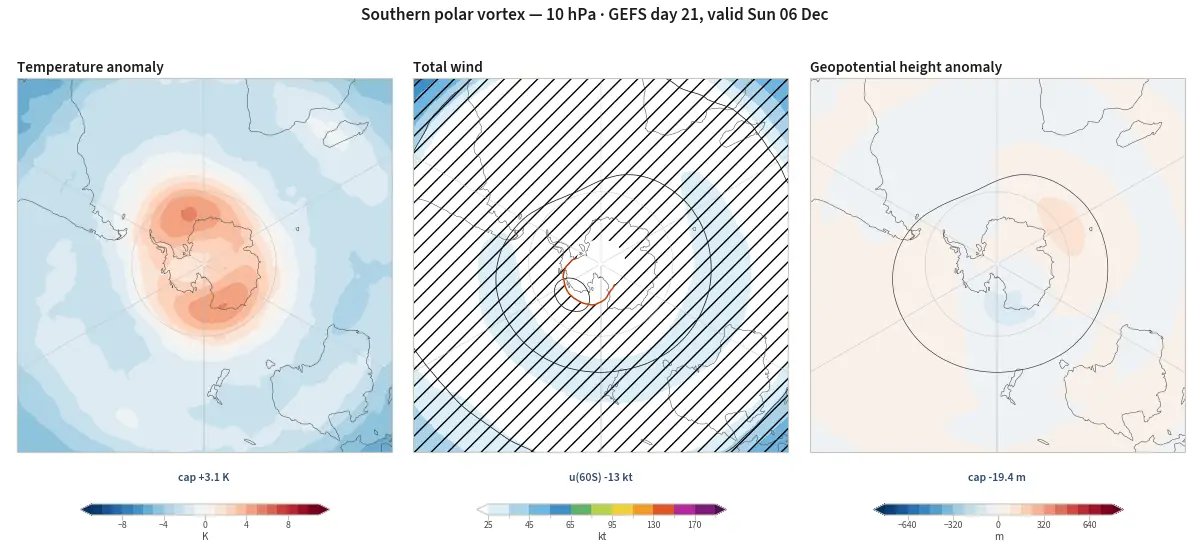 Southern polar vortex — 10 hPa · GEFS day 21, valid Sun 06 Dec
Temperature anomaly
Total wind
Geopotential height anomaly
cap +3.1 K
u(60S) -13 kt
cap -19.4 m
−8 −4 0 4 8
K
25 45 65 95 130 170
kt
−640 −320 0 320 640
m